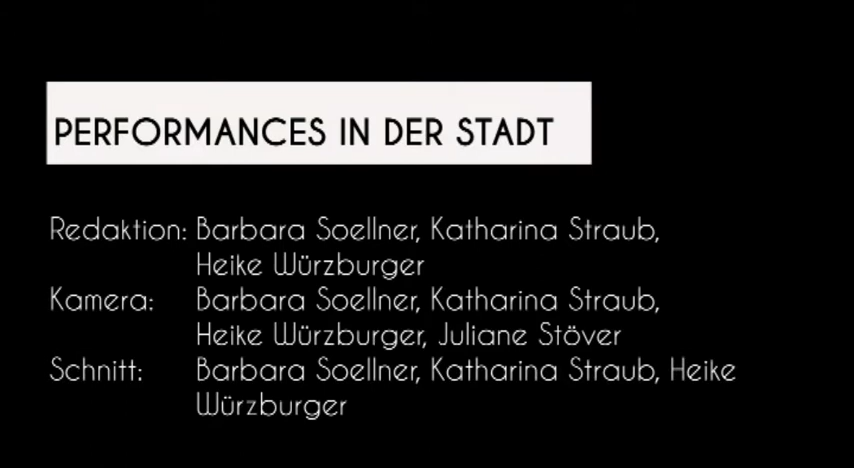 PERFORMANCES IN DER STADT
Redaktion: Barbara Soellner, Katharina Straub,
Heike Würzburger
Kamera: Barbara Soellner, Katharina Straub,
Heike Würzburger, Juliane Stöver
Schnitt: Barbara Soellner, Katharina Straub, Heike
Würzburger